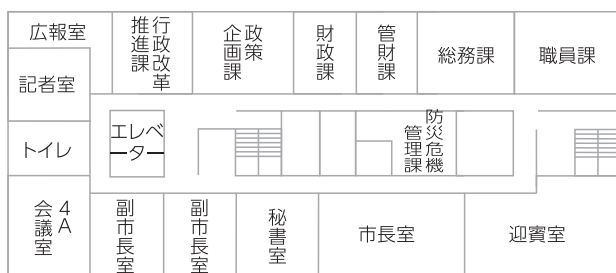 広報室
行政改革
推進課
政策
企画課
財政課
管財課
総務課
職員課
記者室
トイレ
エレベ
ーター
防災危機
管理課
4A
会議室
副市長室
副市長室
秘書室
市長室
迎賓室